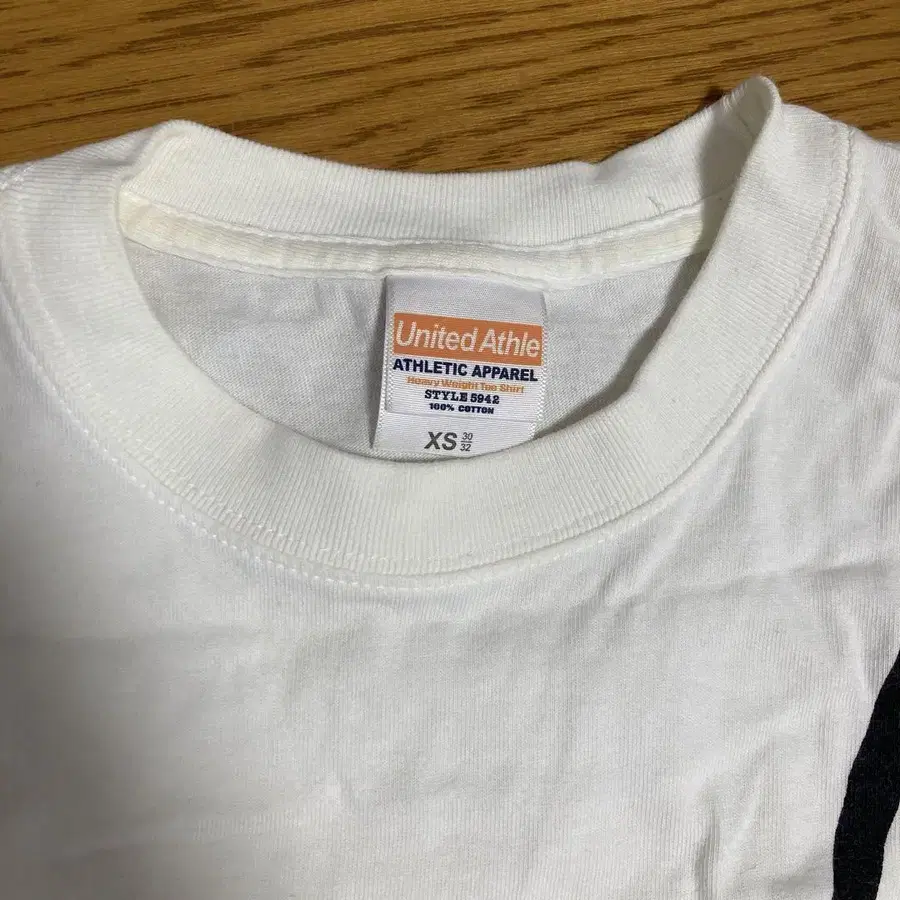 United Athle
ATHLETIC APPAREL
Heavy Weight Tee Shirt
STYLE 5942
100% COTTON
XS 30/32